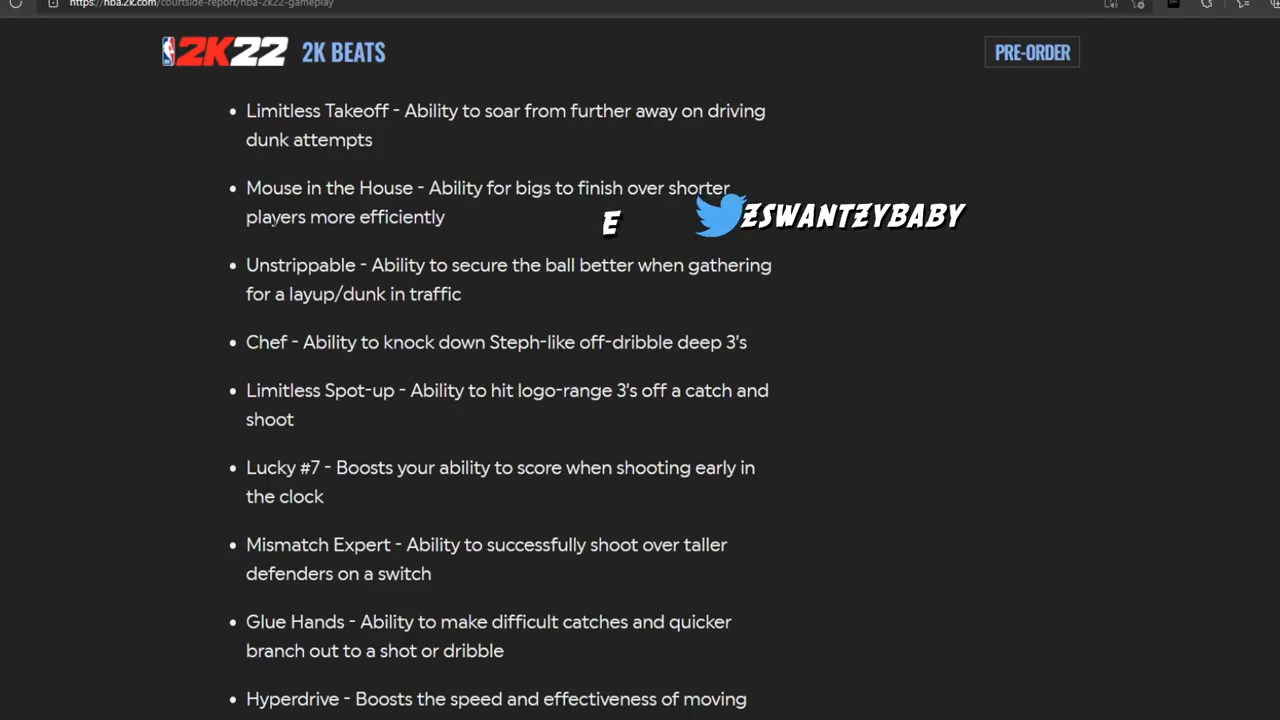 https://nba.2k.com/courtside-report/nba-2k22-gameplay
2K22 2K BEATS
PRE-ORDER
• Limitless Takeoff - Ability to soar from further away on driving
dunk attempts
• Mouse in the House - Ability for bigs to finish over shorter
players more efficiently
E
ZSWANTZYBABY
• Unstrippable - Ability to secure the ball better when gathering
for a layup/dunk in traffic
• Chef - Ability to knock down Steph-like off-dribble deep 3's
• Limitless Spot-up - Ability to hit logo-range 3's off a catch and
shoot
• Lucky #7 - Boosts your ability to score when shooting early in
the clock
• Mismatch Expert - Ability to successfully shoot over taller
defenders on a switch
• Glue Hands - Ability to make difficult catches and quicker
branch out to a shot or dribble
• Hyperdrive - Boosts the speed and effectiveness of moving